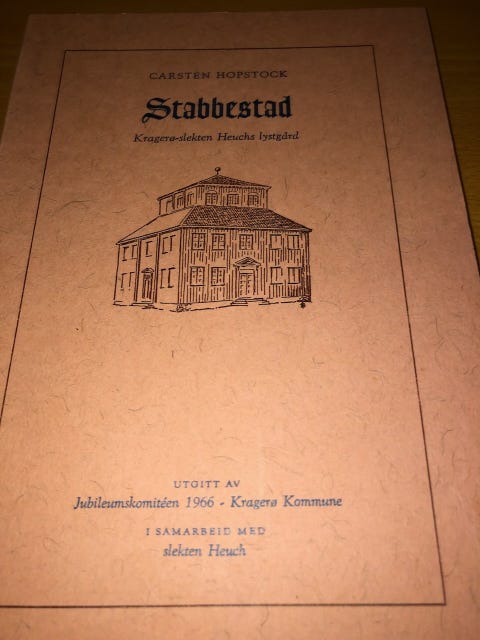 CARSTEN HOPSTOCK
Stabbestad
Kragerø-slekten Heuchs lystgård
UTGITT AV
Jubileumskomitéen 1966 - Kragerø Kommune
I SAMARBEID MED
slekten Heuch